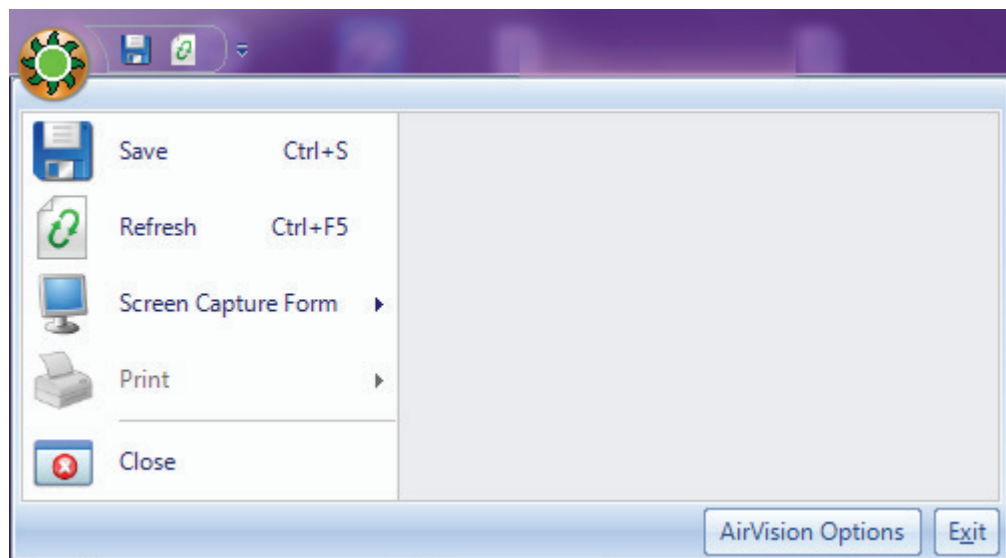 Save Ctrl+S
Refresh Ctrl+F5
Screen Capture Form
Print
Close
AirVision Options Exit